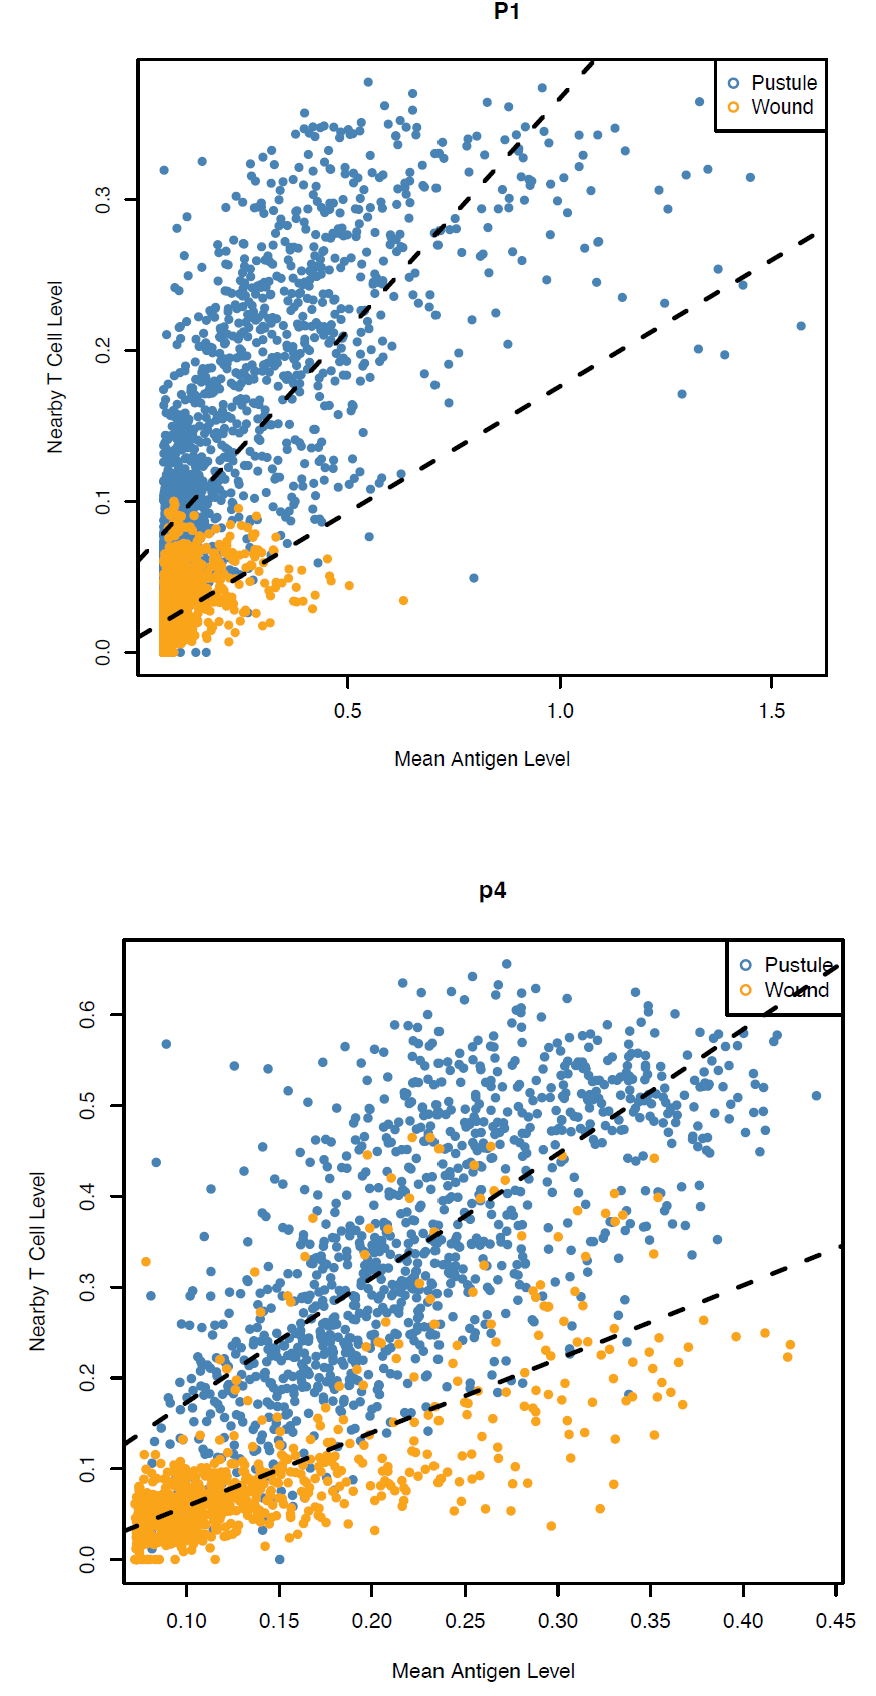 P1
Pustule
Wound
Nearby T Cell Level
0.3
0.2
0.1
0.0
0.5
1.0
1.5
Mean Antigen Level
p4
Pustule
Wound
Nearby T Cell Level
0.6
0.5
0.4
0.3
0.2
0.1
0.0
0.10
0.15
0.20
0.25
0.30
0.35
0.40
0.45
Mean Antigen Level